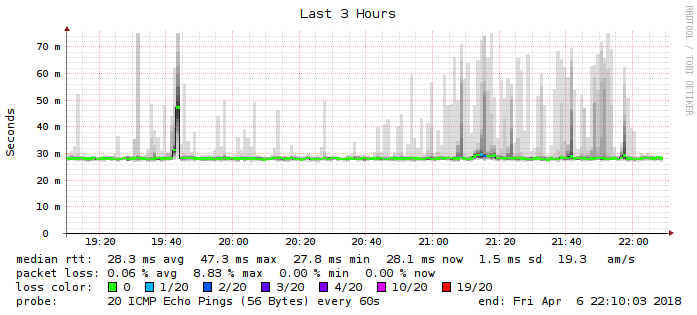 Last 3 Hours
RRDTOOL / TOBI OETIKER
Seconds
70 m
60 m
50 m
40 m
30 m
20 m
10 m
0
19:20 19:40 20:00 20:20 20:40 21:00 21:20 21:40 22:00
median rtt: 28.3 ms avg 47.3 ms max 27.8 ms min 28.1 ms now 1.5 ms sd 19.3 am/s
packet loss: 0.06 % avg 8.83 % max 0.00 % min 0.00 % now
loss color: 0 1/20 2/20 3/20 4/20 10/20 19/20
probe: 20 ICMP Echo Pings (56 Bytes) every 60s end: Fri Apr 6 22:10:03 2018